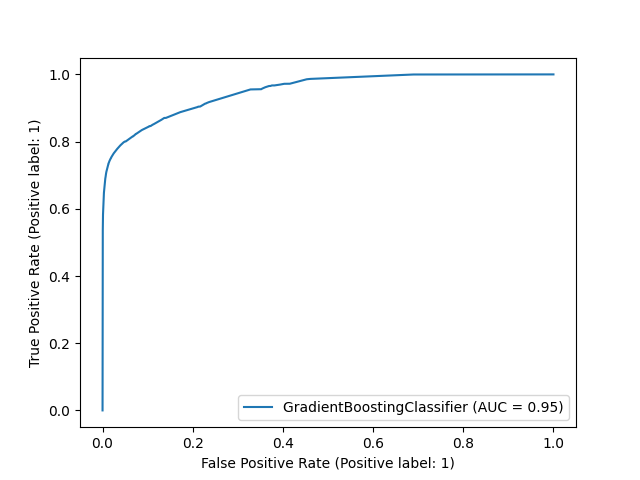 1.0
0.8
0.6
0.4
0.2
0.0
True Positive Rate (Positive label: 1)
GradientBoostingClassifier (AUC = 0.95)
0.0 0.2 0.4 0.6 0.8 1.0
False Positive Rate (Positive label: 1)